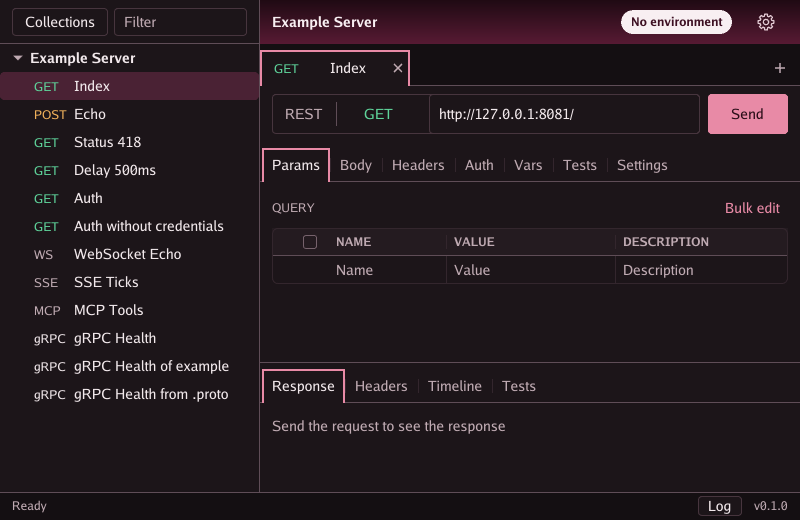 Collections Filter
Example Server No environment
Example Server
GET Index
POST Echo
GET Status 418
GET Delay 500ms
GET Auth
GET Auth without credentials
WS WebSocket Echo
SSE SSE Ticks
MCP MCP Tools
gRPC gRPC Health
gRPC gRPC Health of example
gRPC gRPC Health from .proto
GET Index
REST GET http://127.0.0.1:8081/ Send
Params Body Headers Auth Vars Tests Settings
QUERY Bulk edit
NAME VALUE DESCRIPTION
Name Value Description
Response Headers Timeline Tests
Send the request to see the response
Ready Log v0.1.0